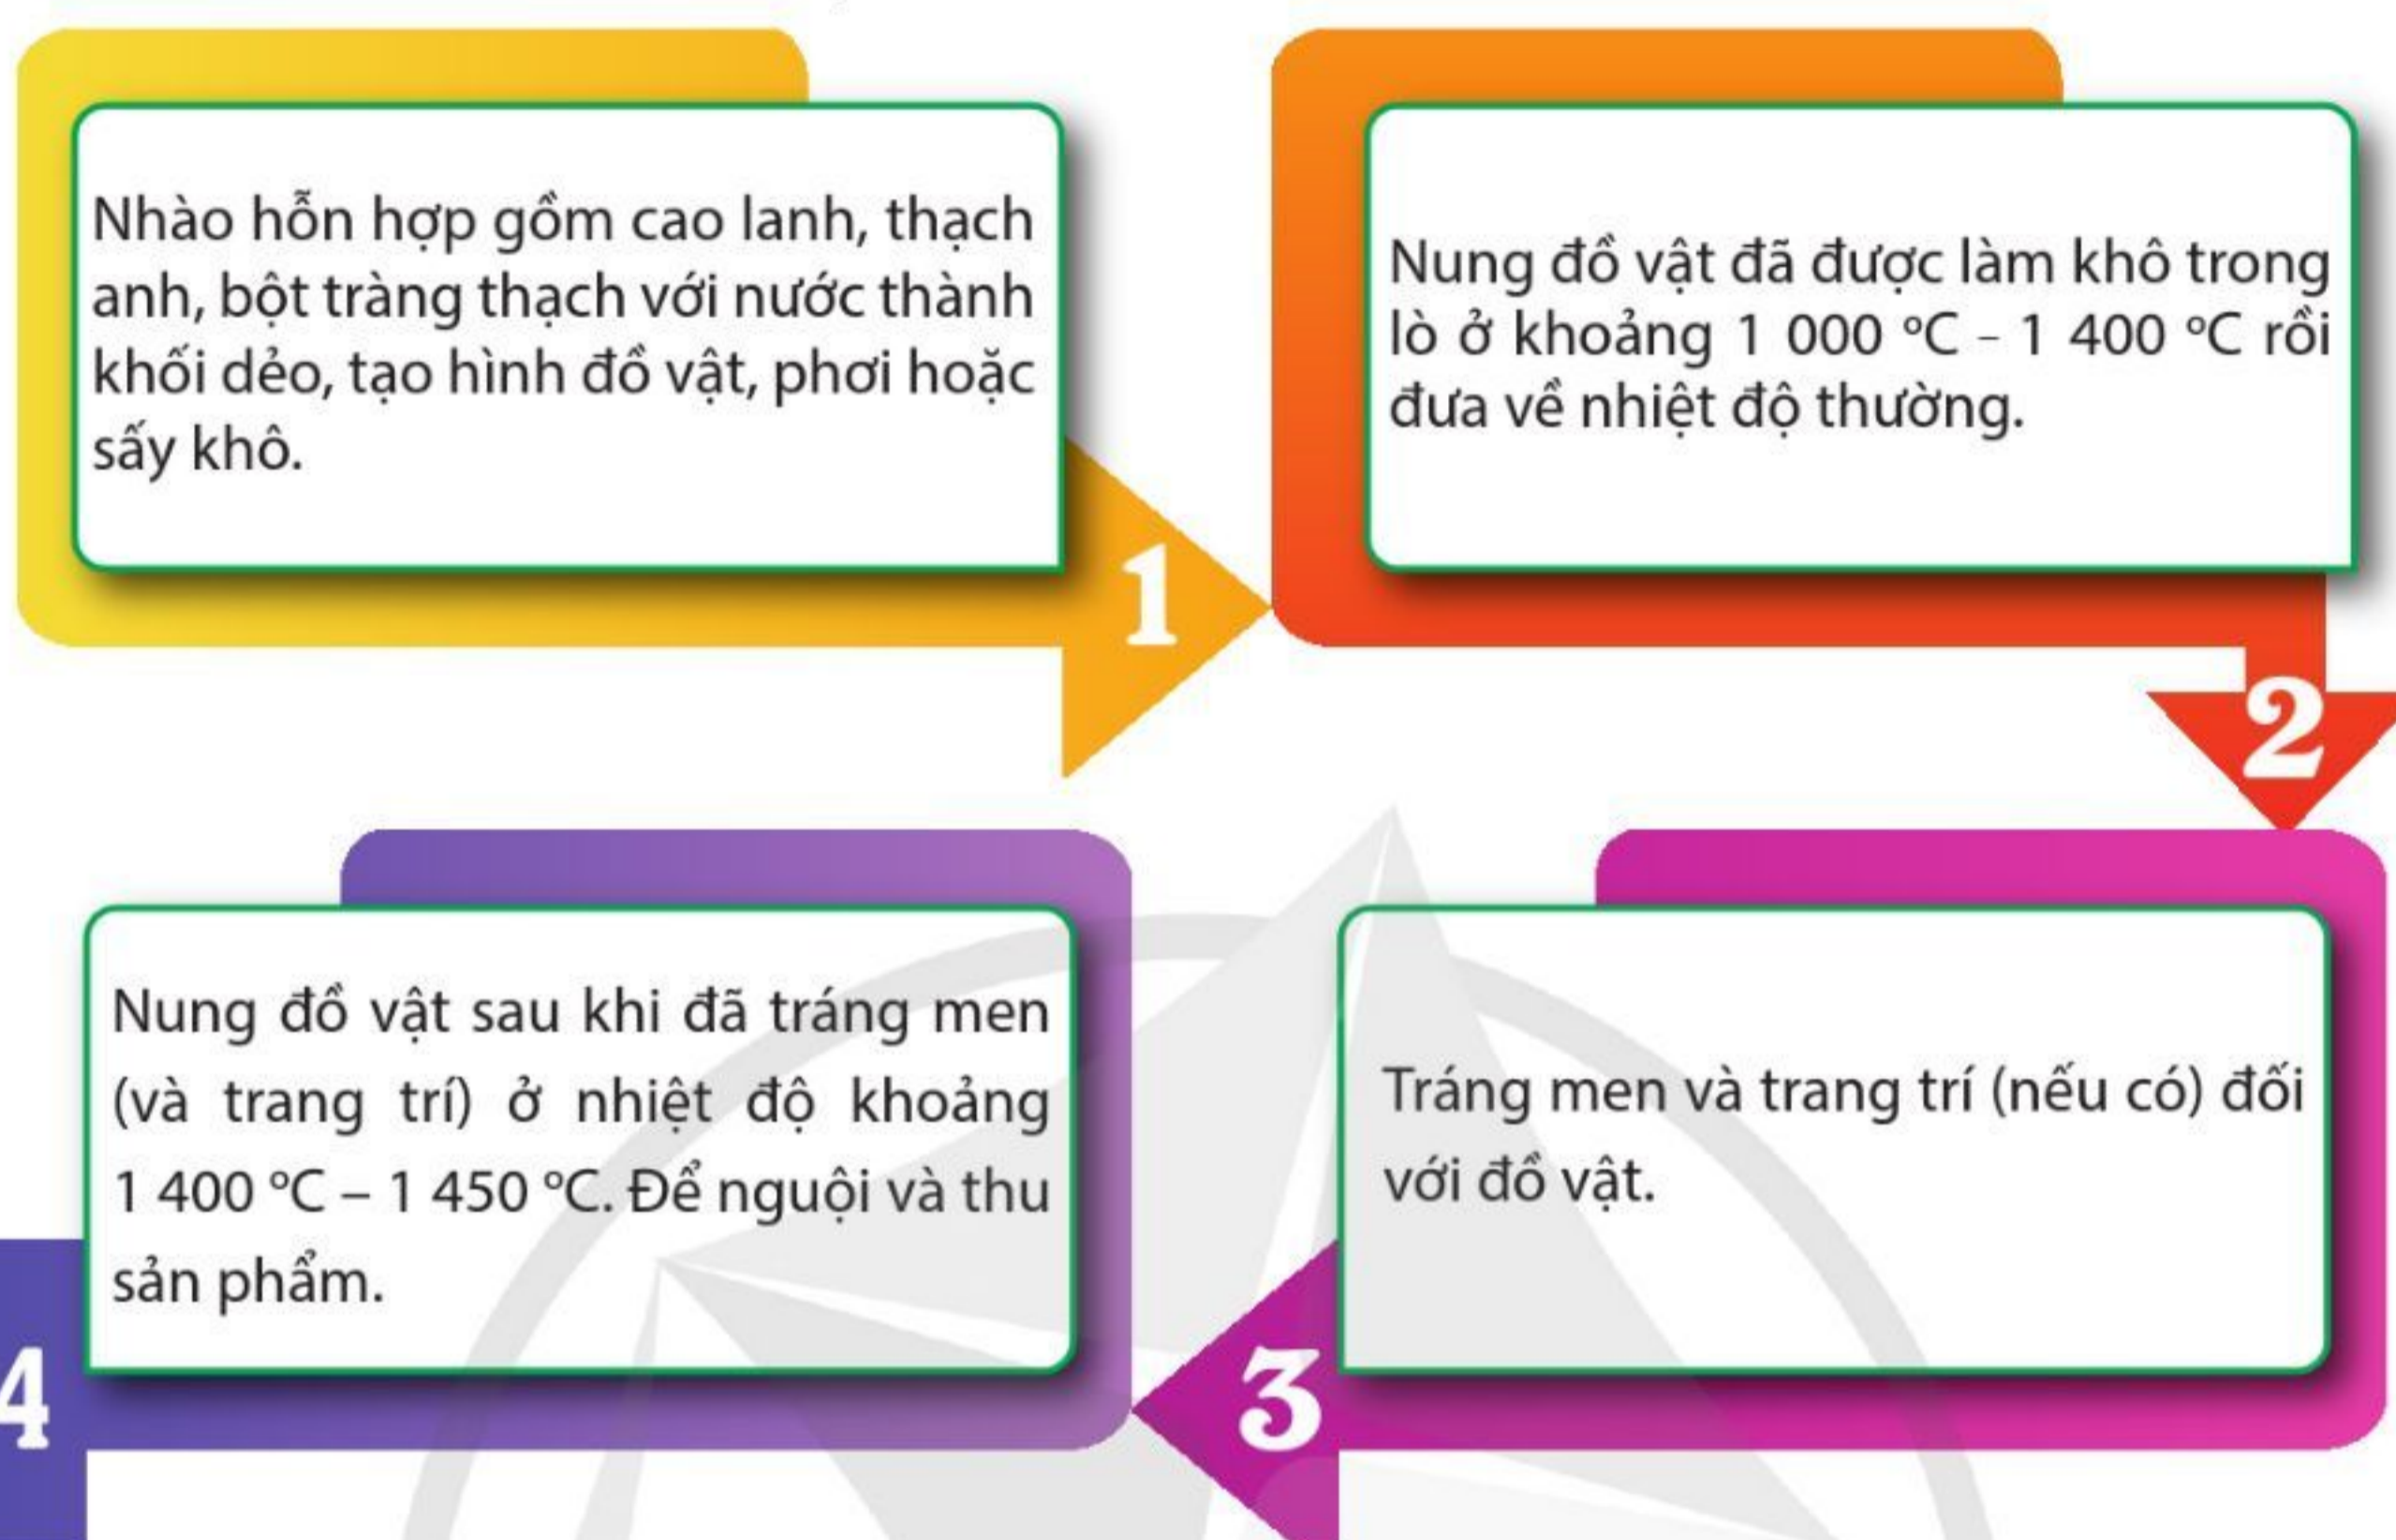 Nhào hỗn hợp gồm cao lanh, thạch
anh, bột tràng thạch với nước thành
khối dẻo, tạo hình đồ vật, phơi hoặc
sấy khô.
1
Nung đồ vật đã được làm khô trong
lò ở khoảng 1 000 ºC – 1 400 ºC rồi
đưa về nhiệt độ thường.
2
Tráng men và trang trí (nếu có) đối
với đồ vật.
3
Nung đồ vật sau khi đã tráng men
(và trang trí) ở nhiệt độ khoảng
1 400 ºC – 1 450 ºC. Để nguội và thu
sản phẩm.
4